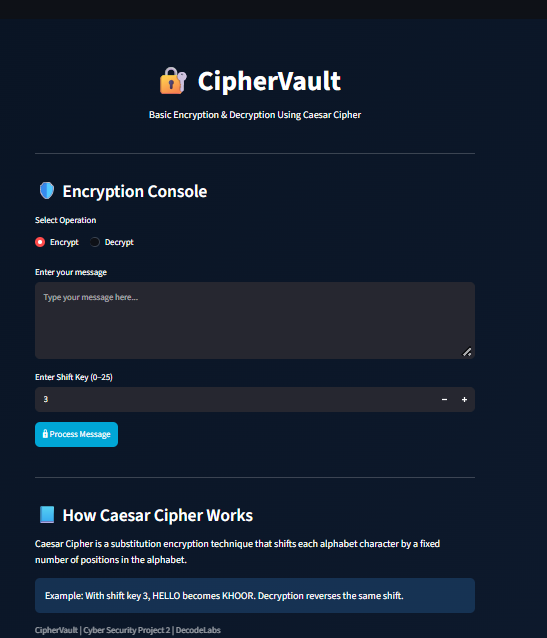 CipherVault
Basic Encryption & Decryption Using Caesar Cipher
Encryption Console
Select Operation
Encrypt Decrypt
Enter your message
Type your message here...
Enter Shift Key (0–25)
3 − +
Process Message
How Caesar Cipher Works
Caesar Cipher is a substitution encryption technique that shifts each alphabet character by a fixed
number of positions in the alphabet.
Example: With shift key 3, HELLO becomes KHOOR. Decryption reverses the same shift.
CipherVault | Cyber Security Project 2 | DecodeLabs